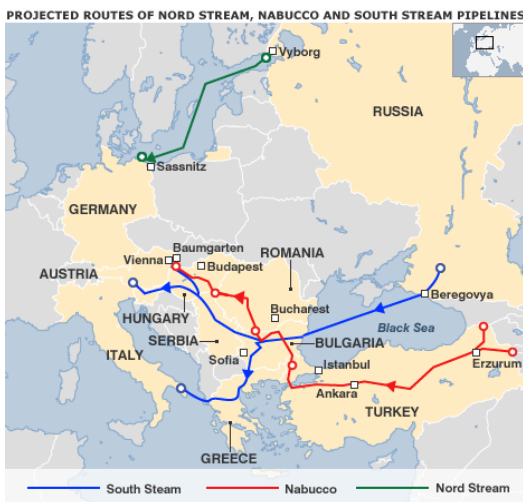 PROJECTED ROUTES OF NORD STREAM, NABUCCO AND SOUTH STREAM PIPELINES
Vyborg
RUSSIA
Sassnitz
GERMANY
Baumgarten
Vienna
Budapest
ROMANIA
AUSTRIA
Beregovya
Bucharest
HUNGARY
Black Sea
SERBIA
BULGARIA
ITALY
Sofia
Istanbul
Erzurum
Ankara
TURKEY
GREECE
South Steam
Nabucco
Nord Stream